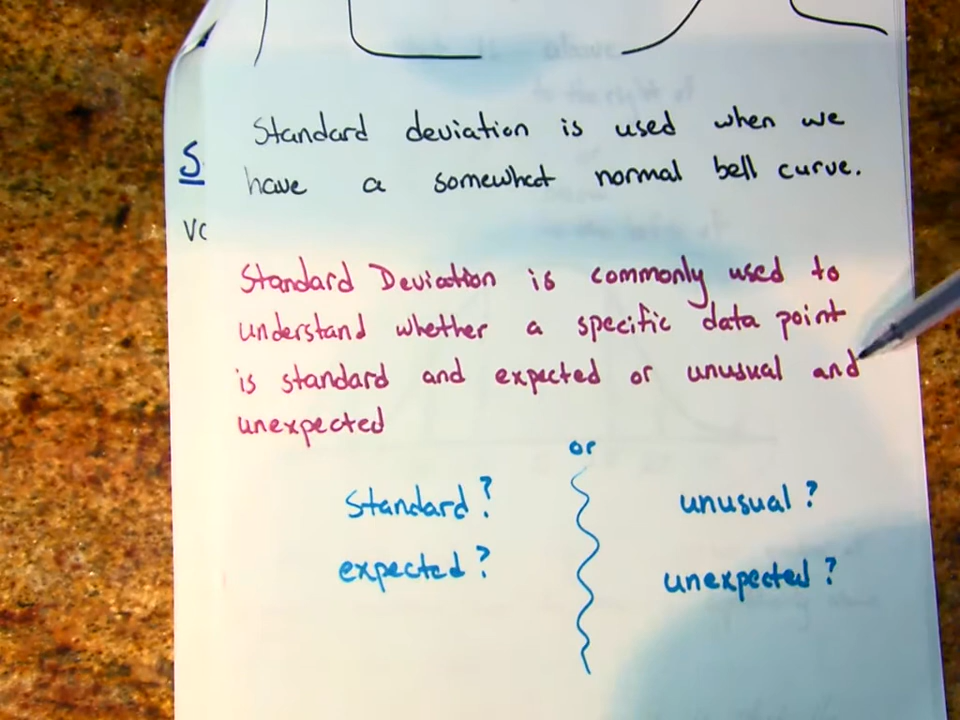 Standard deviation is used when we
have a somewhat normal bell curve.
Standard Deviation is commonly used to
understand whether a specific data point
is standard and expected or unusual and
unexpected
or
Standard? unusual?
expected? unexpected?